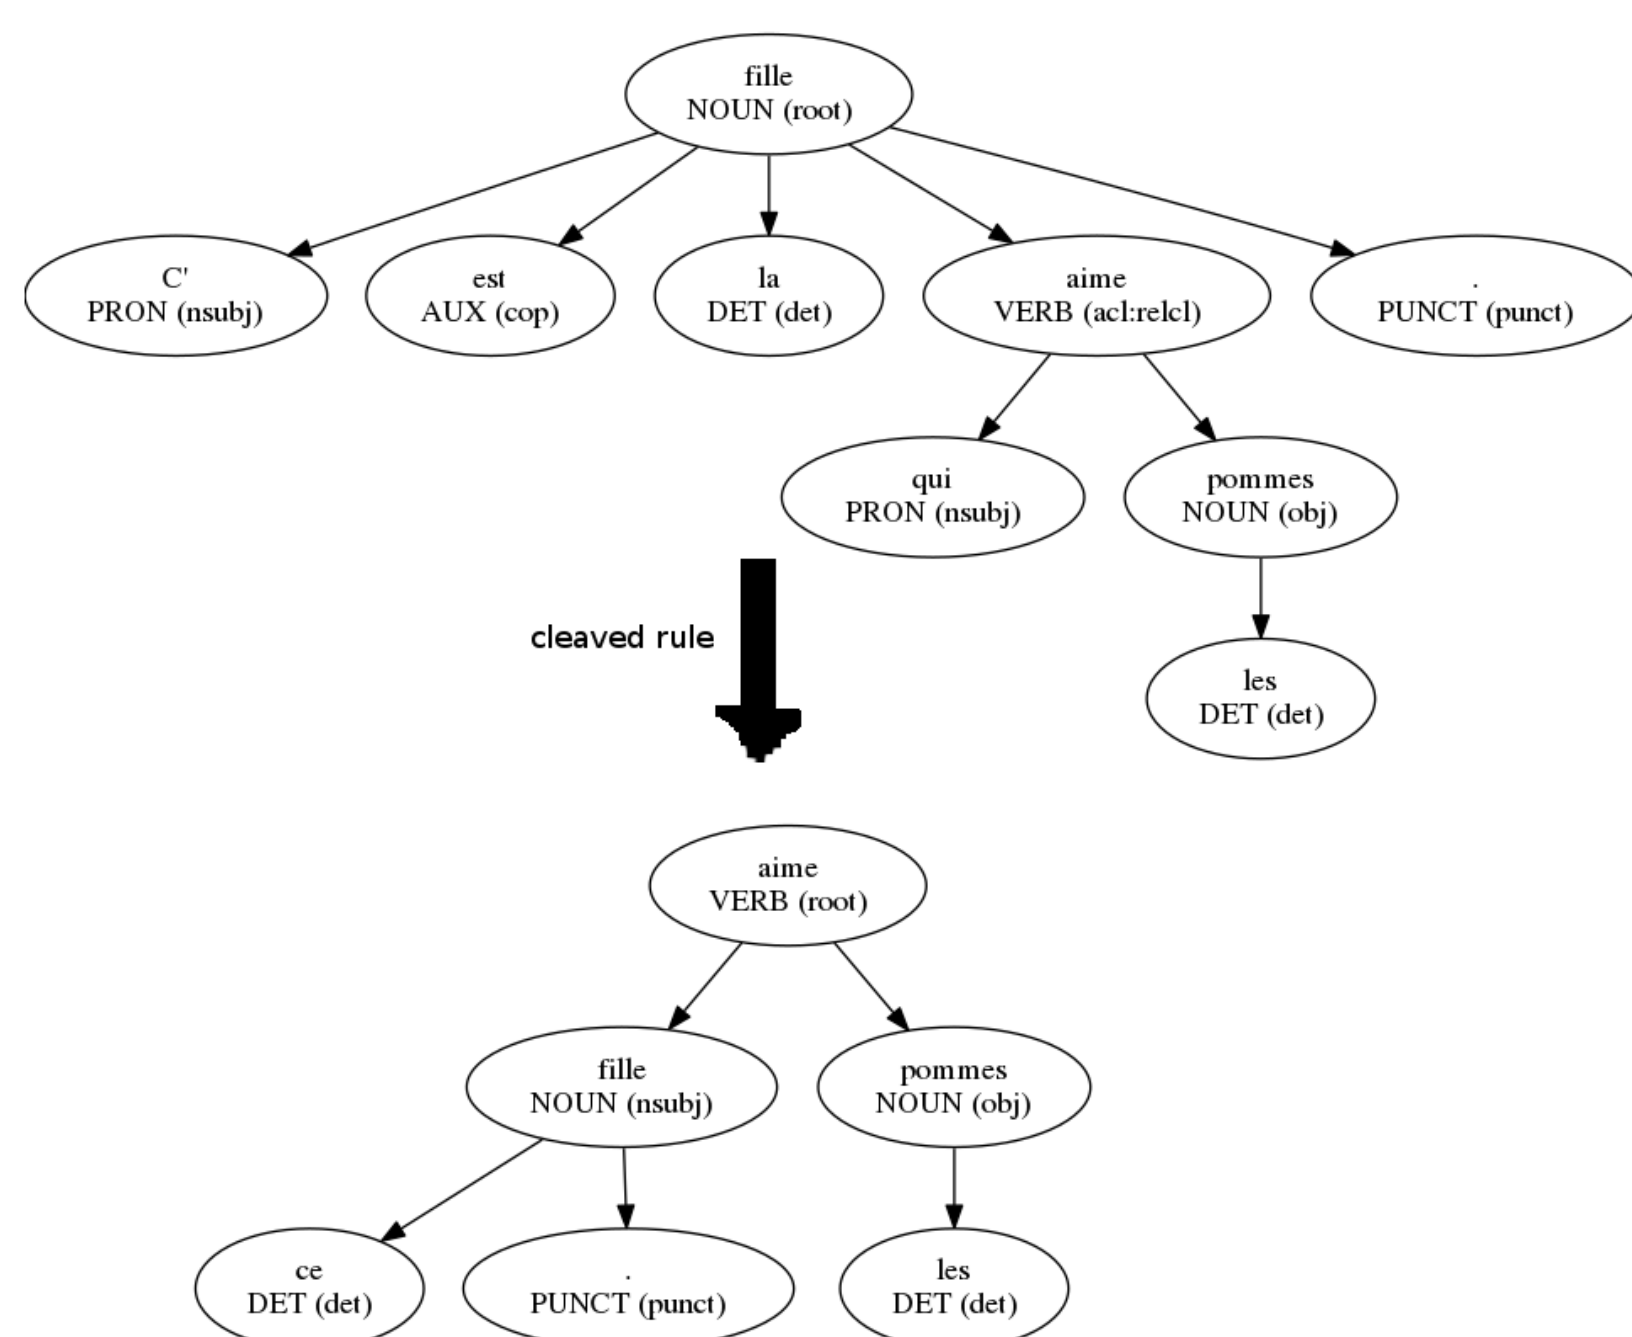 fille
NOUN (root)
C'
PRON (nsubj)
est
AUX (cop)
la
DET (det)
aime
VERB (acl:relcl)
.
PUNCT (punct)
qui
PRON (nsubj)
pommes
NOUN (obj)
les
DET (det)
cleaved rule
aime
VERB (root)
fille
NOUN (nsubj)
pommes
NOUN (obj)
ce
DET (det)
.
PUNCT (punct)
les
DET (det)